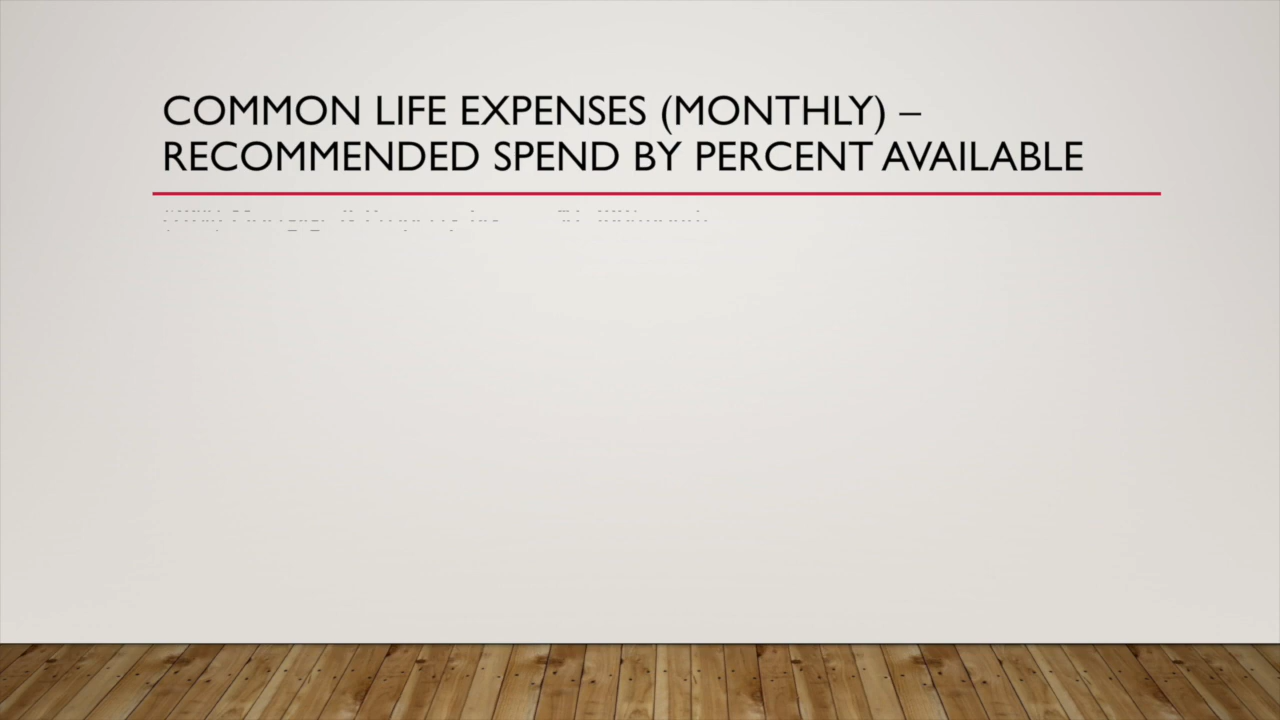 COMMON LIFE EXPENSES (MONTHLY) –
RECOMMENDED SPEND BY PERCENT AVAILABLE